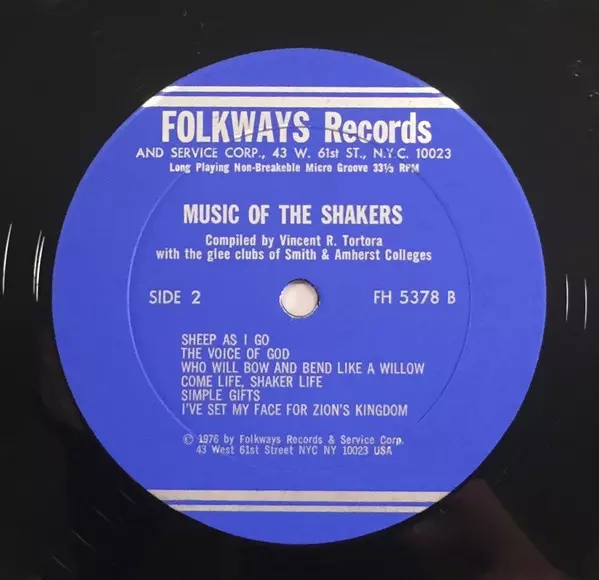 FOLKWAYS Records
AND SERVICE CORP., 43 W. 61st ST., N.Y.C. 10023
Long Playing Non-Breakable Micro Groove 33⅓ RPM
MUSIC OF THE SHAKERS
Compiled by Vincent R. Tortora
with the glee clubs of Smith & Amherst Colleges
SIDE 2
FH 5378 B
SHEEP AS I GO
THE VOICE OF GOD
WHO WILL BOW AND BEND LIKE A WILLOW
COME LIFE, SHAKER LIFE
SIMPLE GIFTS
I'VE SET MY FACE FOR ZION'S KINGDOM
© 1976 by Folkways Records & Service Corp.
43 West 61st Street NYC NY 10023 USA